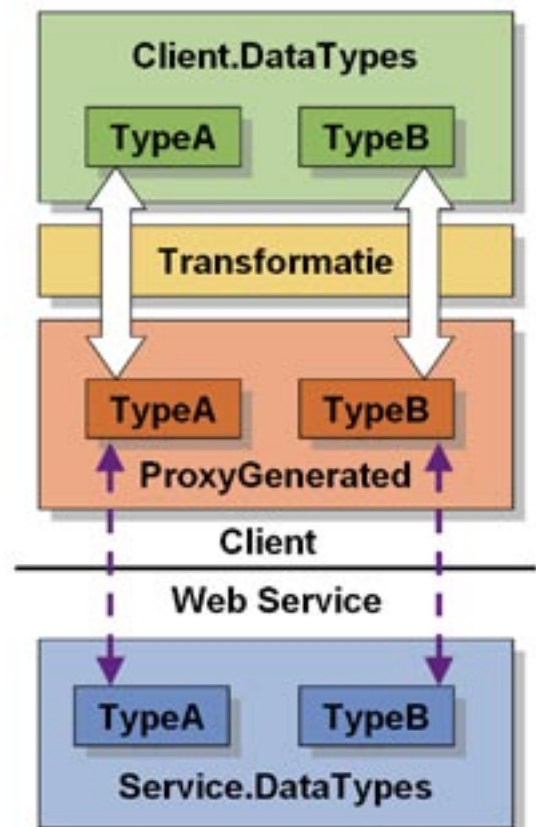 Client.DataTypes
TypeA TypeB
Transformatie
TypeA TypeB
ProxyGenerated
Client
Web Service
TypeA TypeB
Service.DataTypes